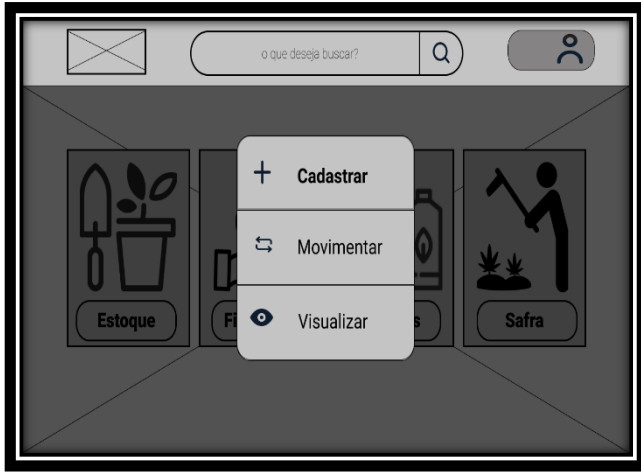 o que deseja buscar?
Cadastrar
Movimentar
Visualizar
Estoque
Safra